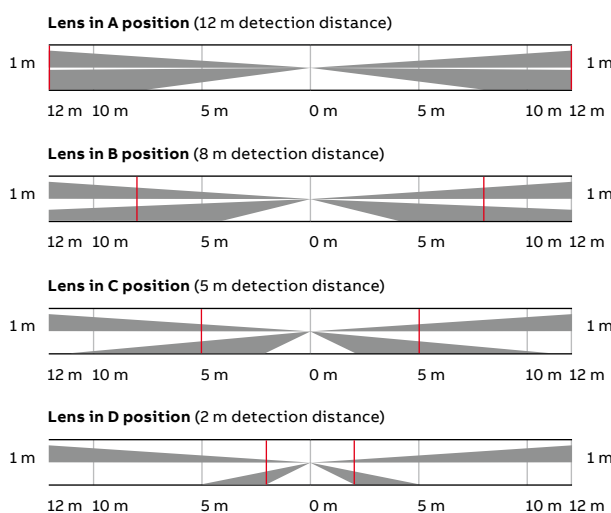 Lens in A position (12 m detection distance)
1 m 1 m
12 m 10 m 5 m 0 m 5 m 10 m 12 m
Lens in B position (8 m detection distance)
1 m 1 m
12 m 10 m 5 m 0 m 5 m 10 m 12 m
Lens in C position (5 m detection distance)
1 m 1 m
12 m 10 m 5 m 0 m 5 m 10 m 12 m
Lens in D position (2 m detection distance)
1 m 1 m
12 m 10 m 5 m 0 m 5 m 10 m 12 m